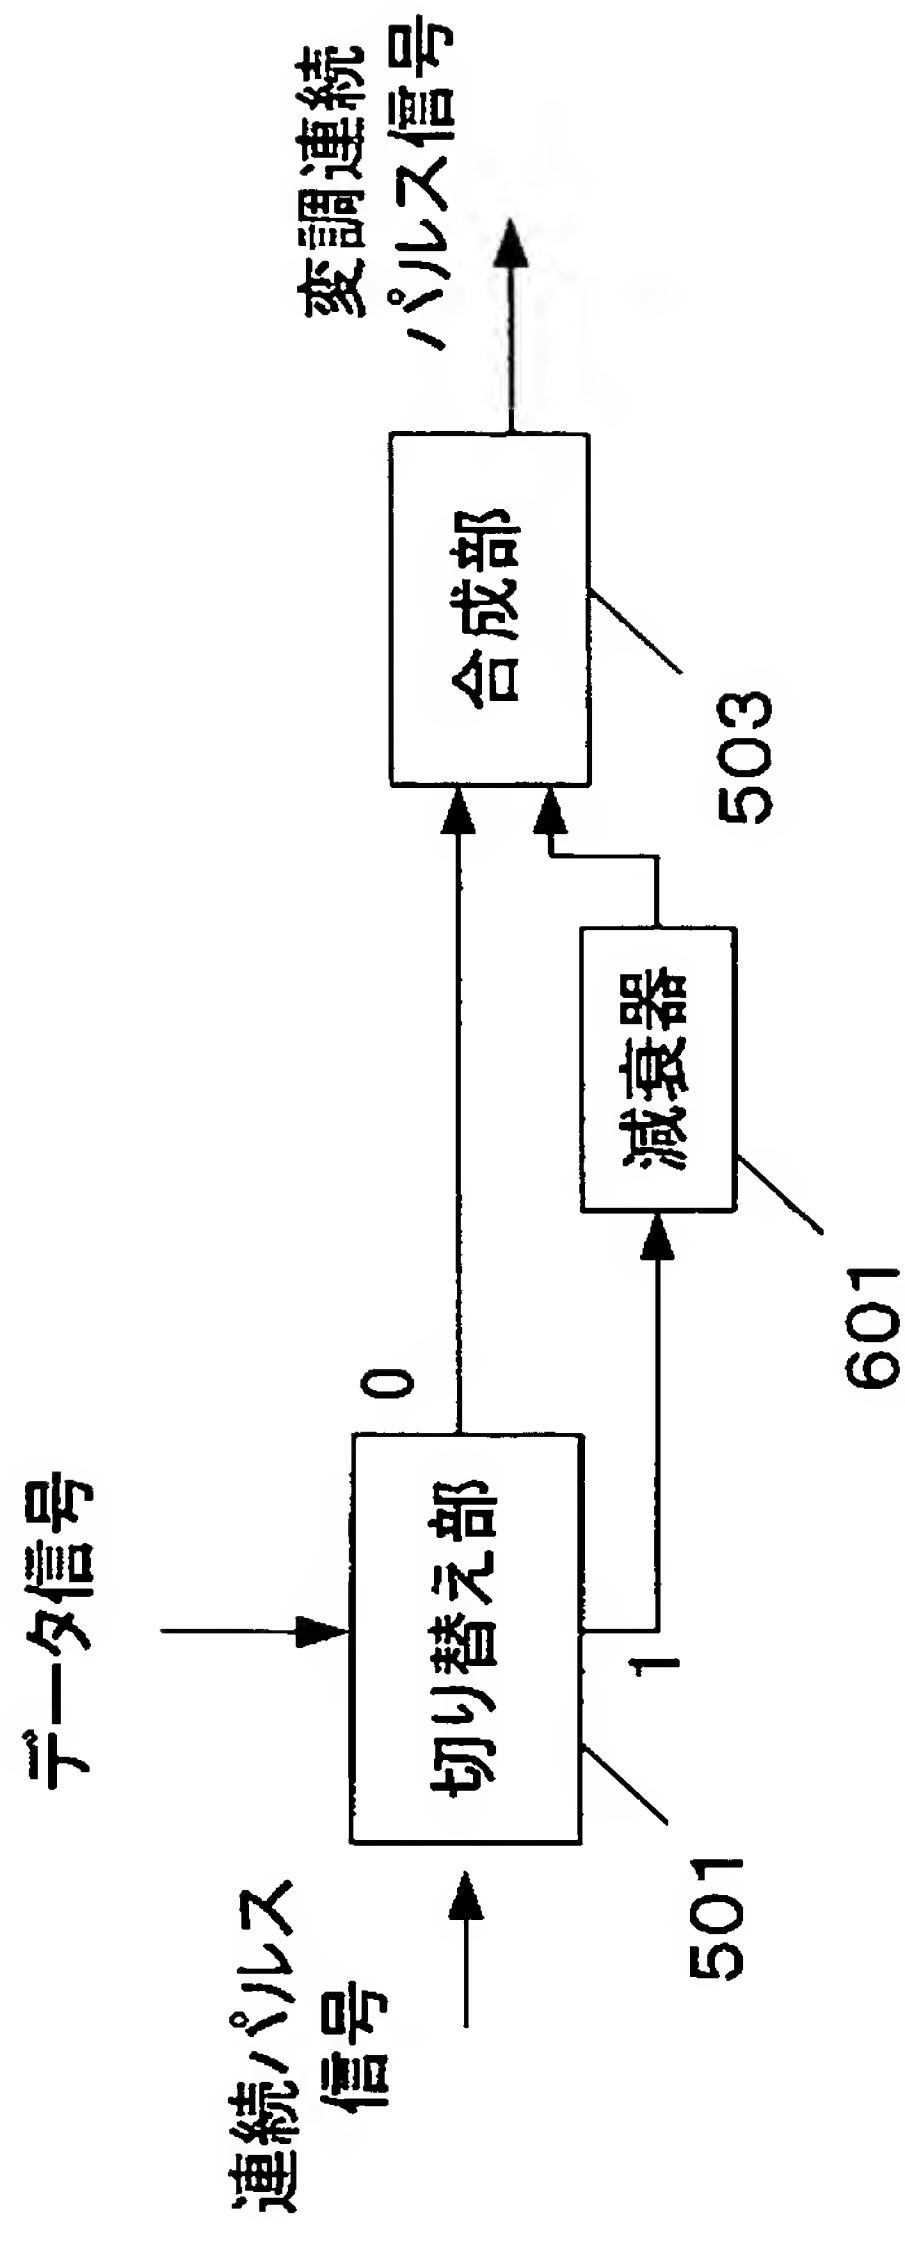 データ信号
連続パルス
信号
切り替え部
0
1
501
減衰器
601
合成部
503
変調連続
パルス信号